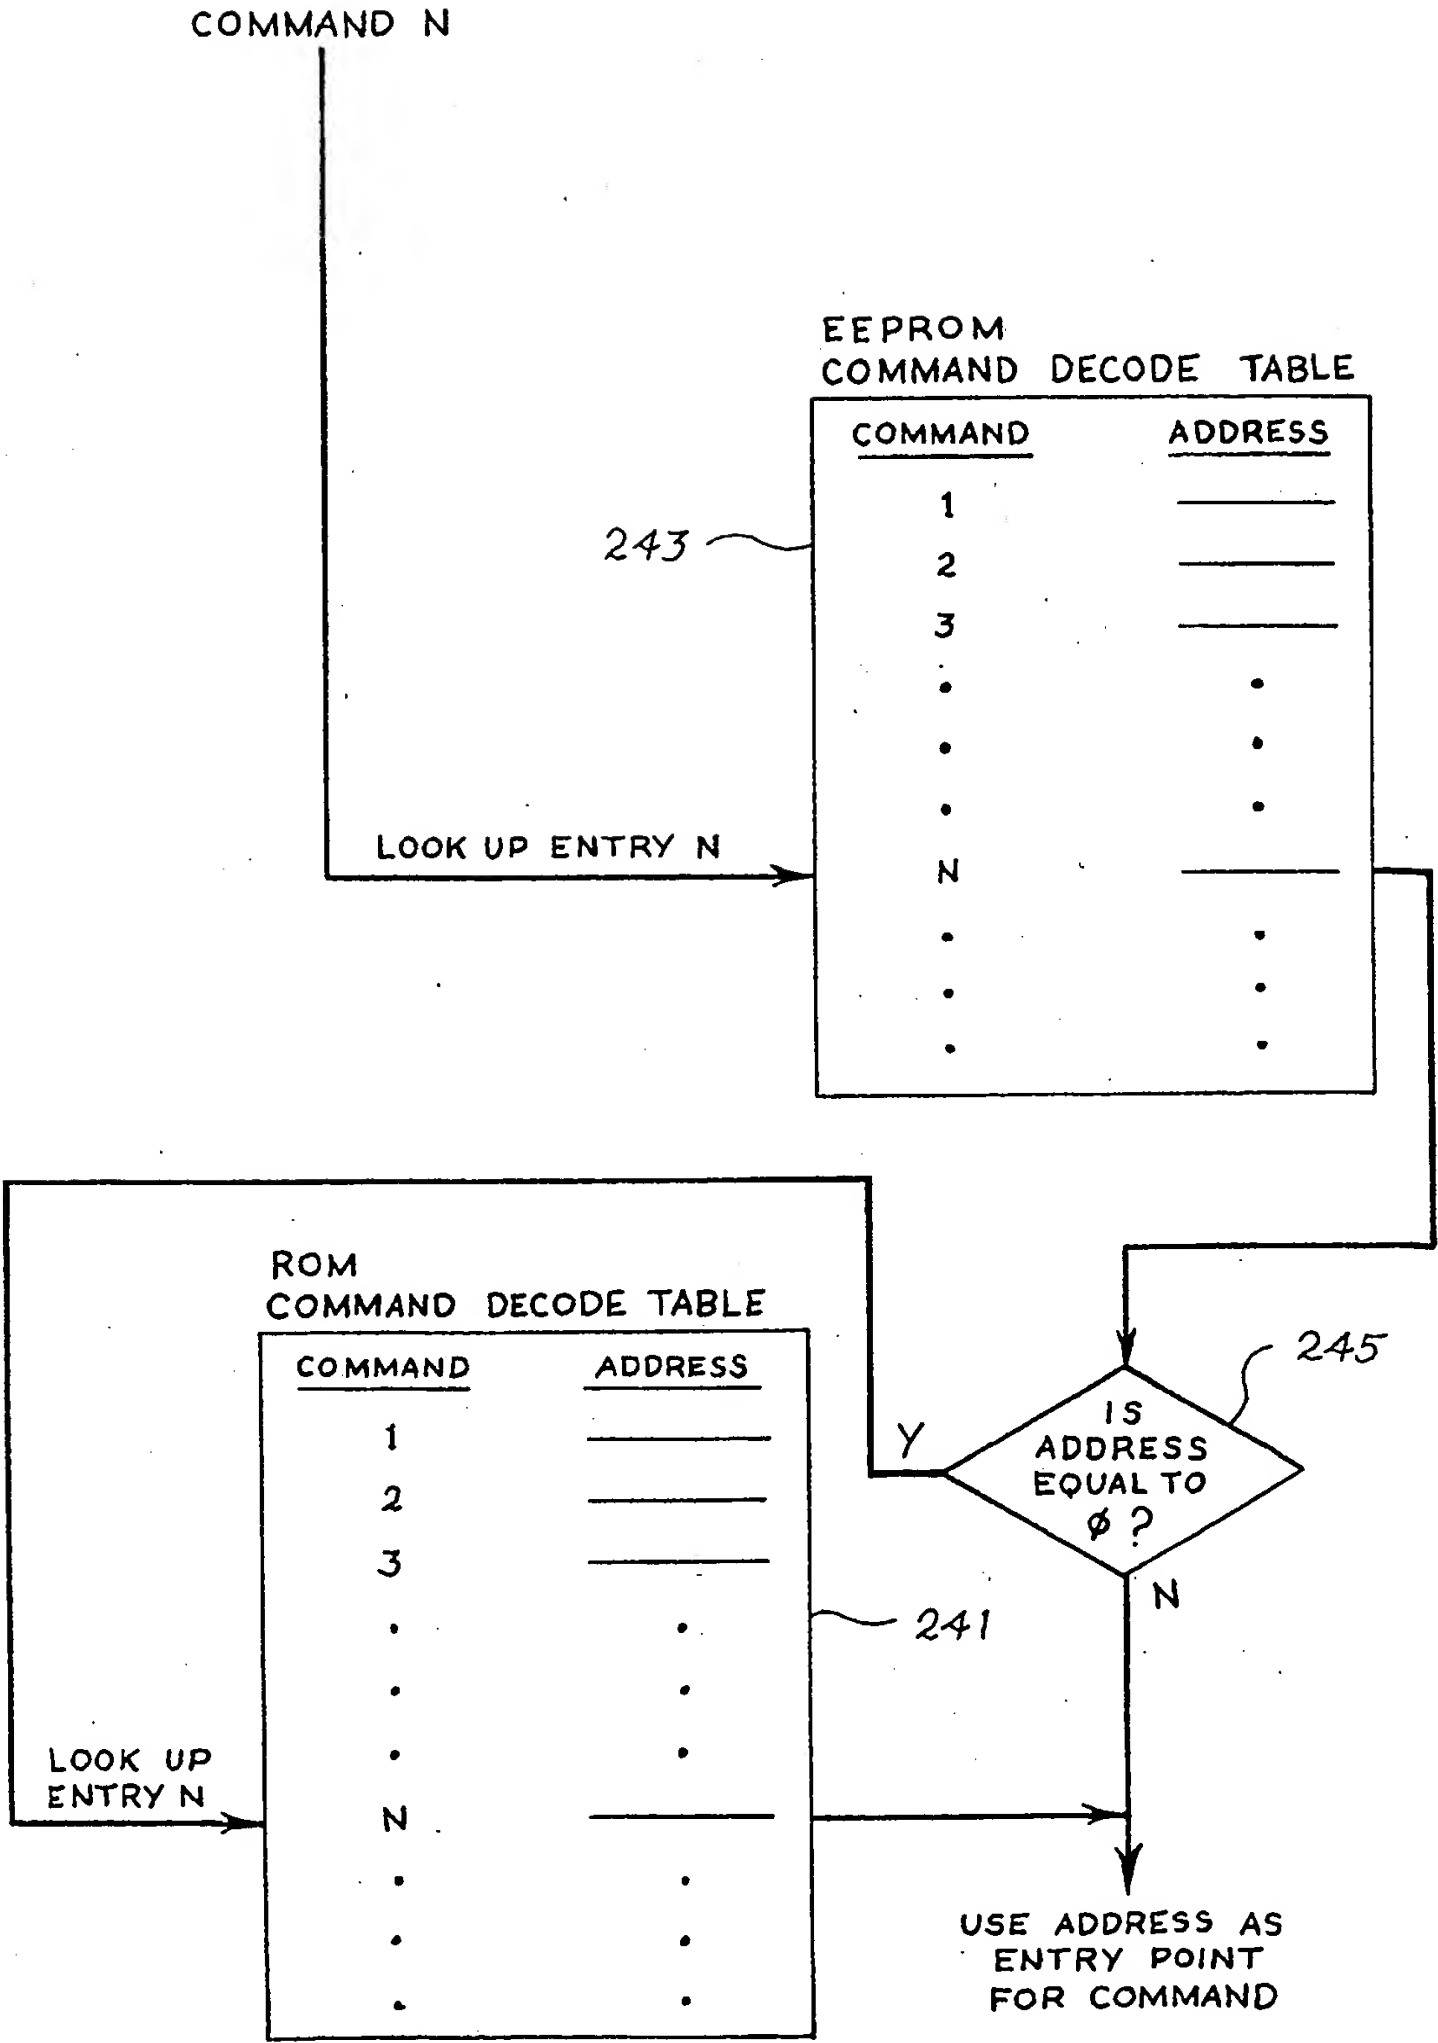 COMMAND N
EEPROM
COMMAND DECODE TABLE
COMMAND ADDRESS
1
243
2
3
LOOK UP ENTRY N
N
ROM
COMMAND DECODE TABLE
COMMAND ADDRESS
1
2
3
241
LOOK UP
ENTRY N
N
245
IS
ADDRESS
EQUAL TO
ø ?
Y
N
USE ADDRESS AS
ENTRY POINT
FOR COMMAND